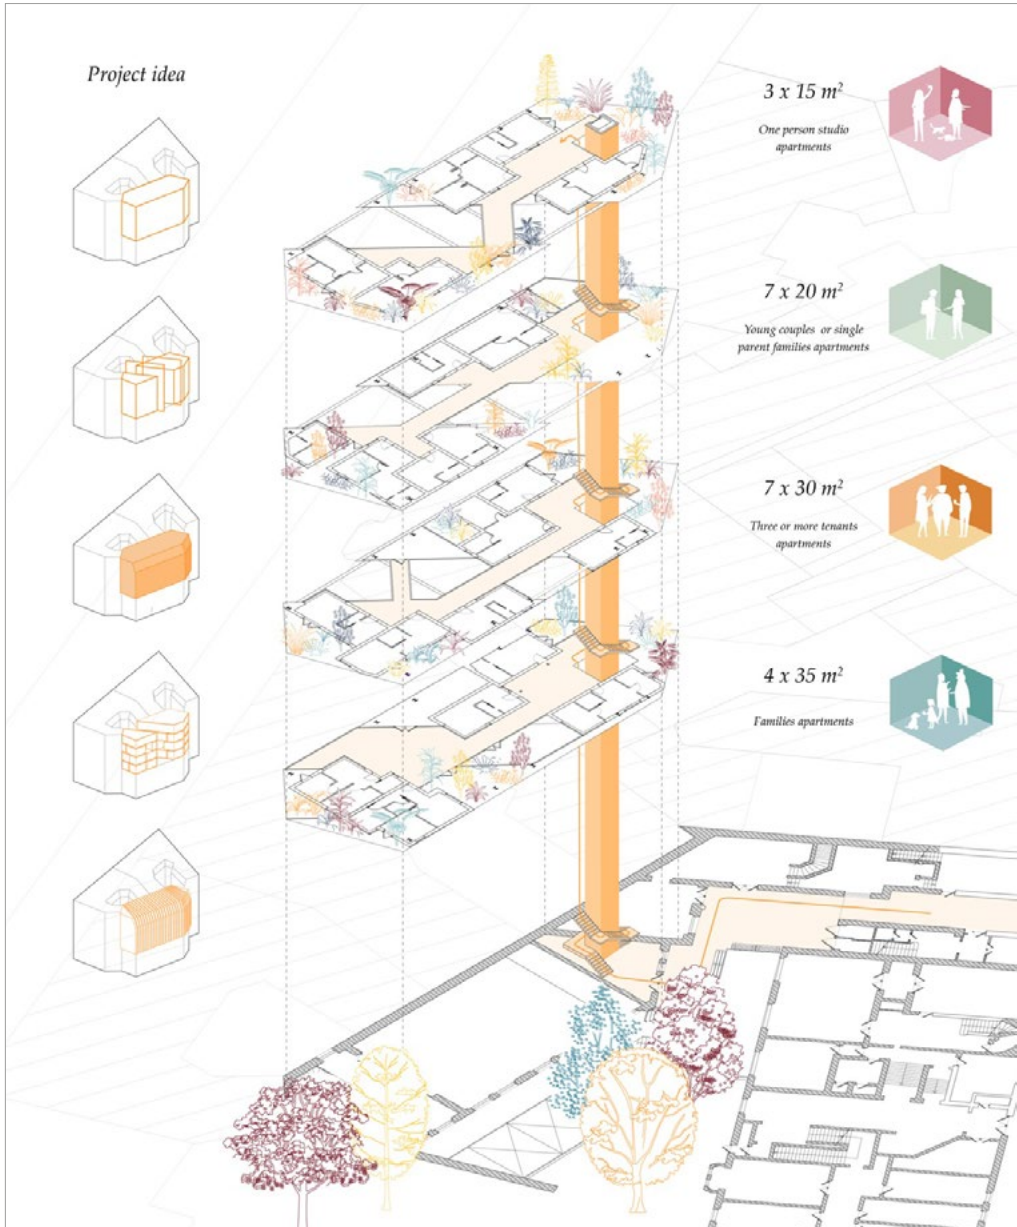 Project idea
3 x 15 m²
One person studio
apartments
7 x 20 m²
Young couples or single
parent families apartments
7 x 30 m²
Three or more tenants
apartments
4 x 35 m²
Families apartments